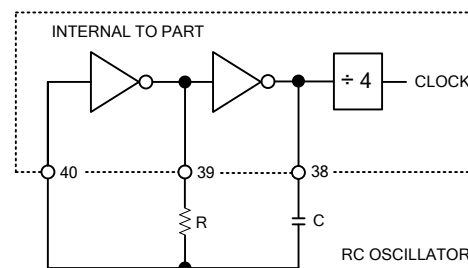 INTERNAL TO PART
÷ 4
CLOCK
40
39
38
R
C
RC OSCILLATOR